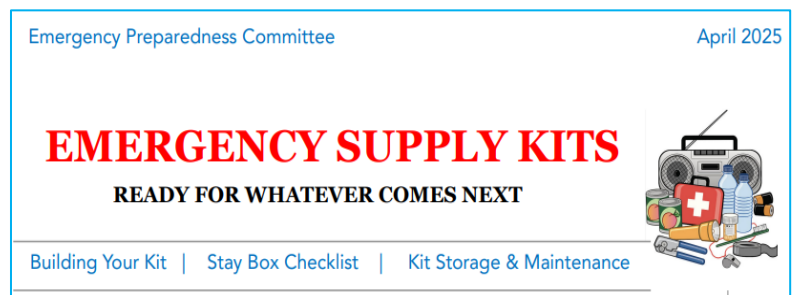 Emergency Preparedness Committee April 2025
EMERGENCY SUPPLY KITS
READY FOR WHATEVER COMES NEXT
Building Your Kit | Stay Box Checklist | Kit Storage & Maintenance